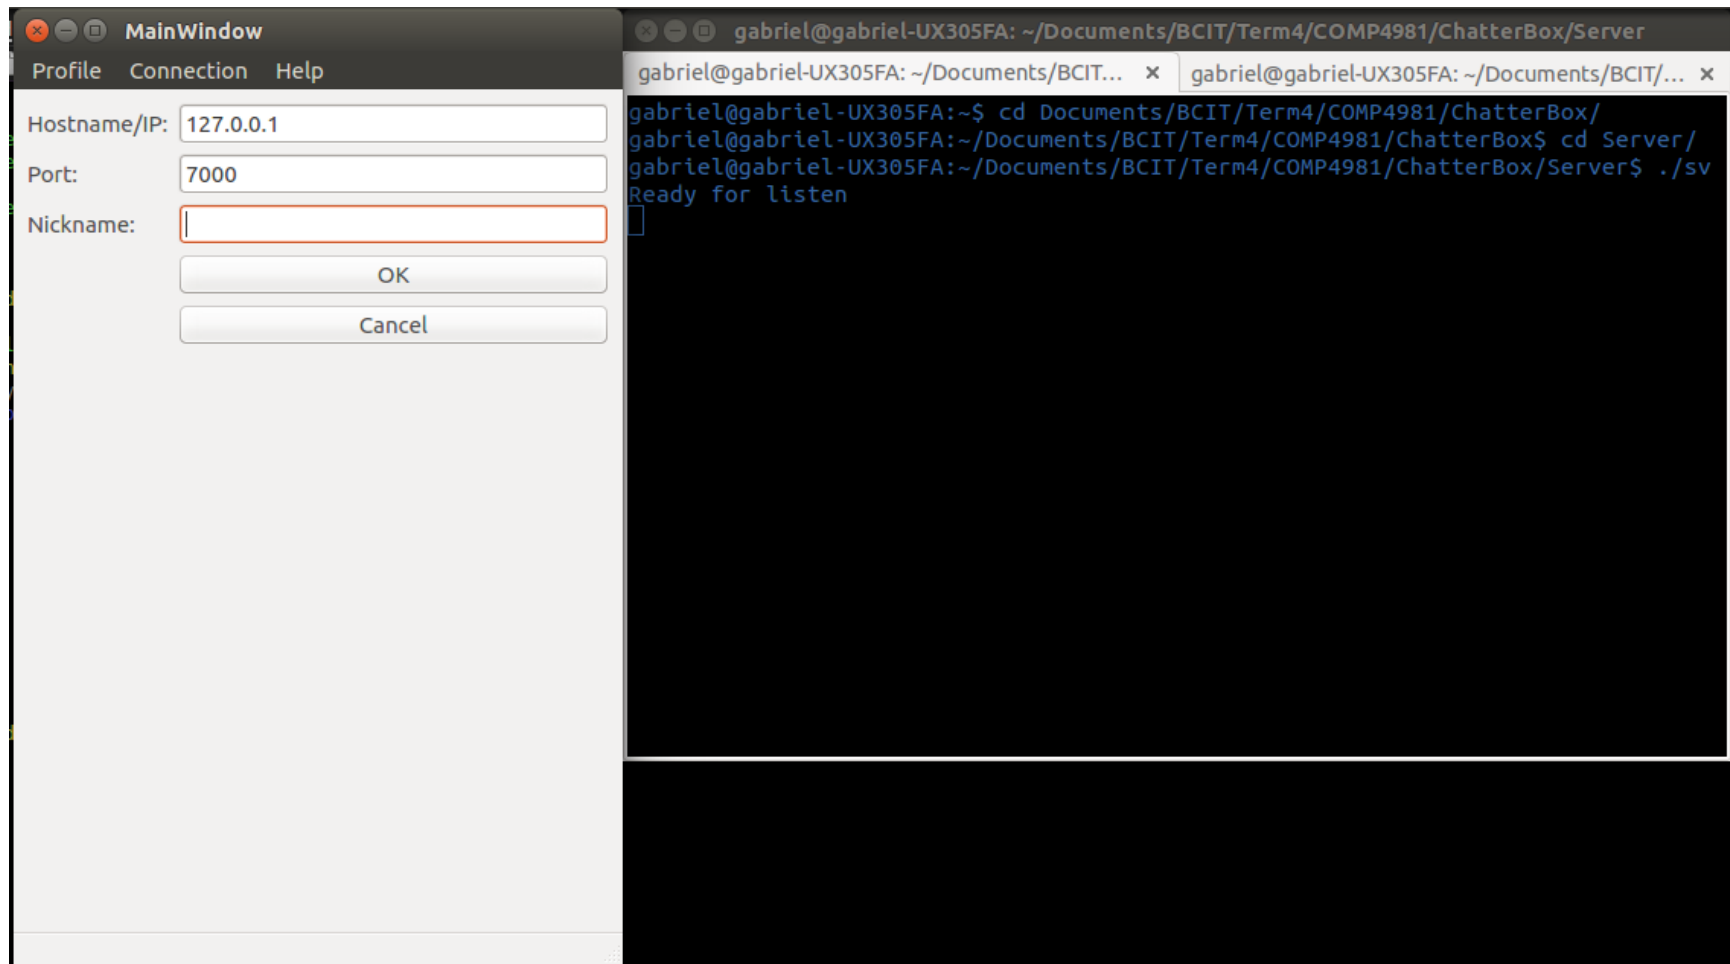 MainWindow
Profile Connection Help
Hostname/IP: 127.0.0.1
Port: 7000
Nickname:
OK
Cancel
gabriel@gabriel-UX305FA: ~/Documents/BCIT/Term4/COMP4981/ChatterBox/Server
gabriel@gabriel-UX305FA: ~/Documents/BCIT... × gabriel@gabriel-UX305FA: ~/Documents/BCIT/... ×
gabriel@gabriel-UX305FA:~$ cd Documents/BCIT/Term4/COMP4981/ChatterBox/
gabriel@gabriel-UX305FA:~/Documents/BCIT/Term4/COMP4981/ChatterBox$ cd Server/
gabriel@gabriel-UX305FA:~/Documents/BCIT/Term4/COMP4981/ChatterBox/Server$ ./sv
Ready for listen